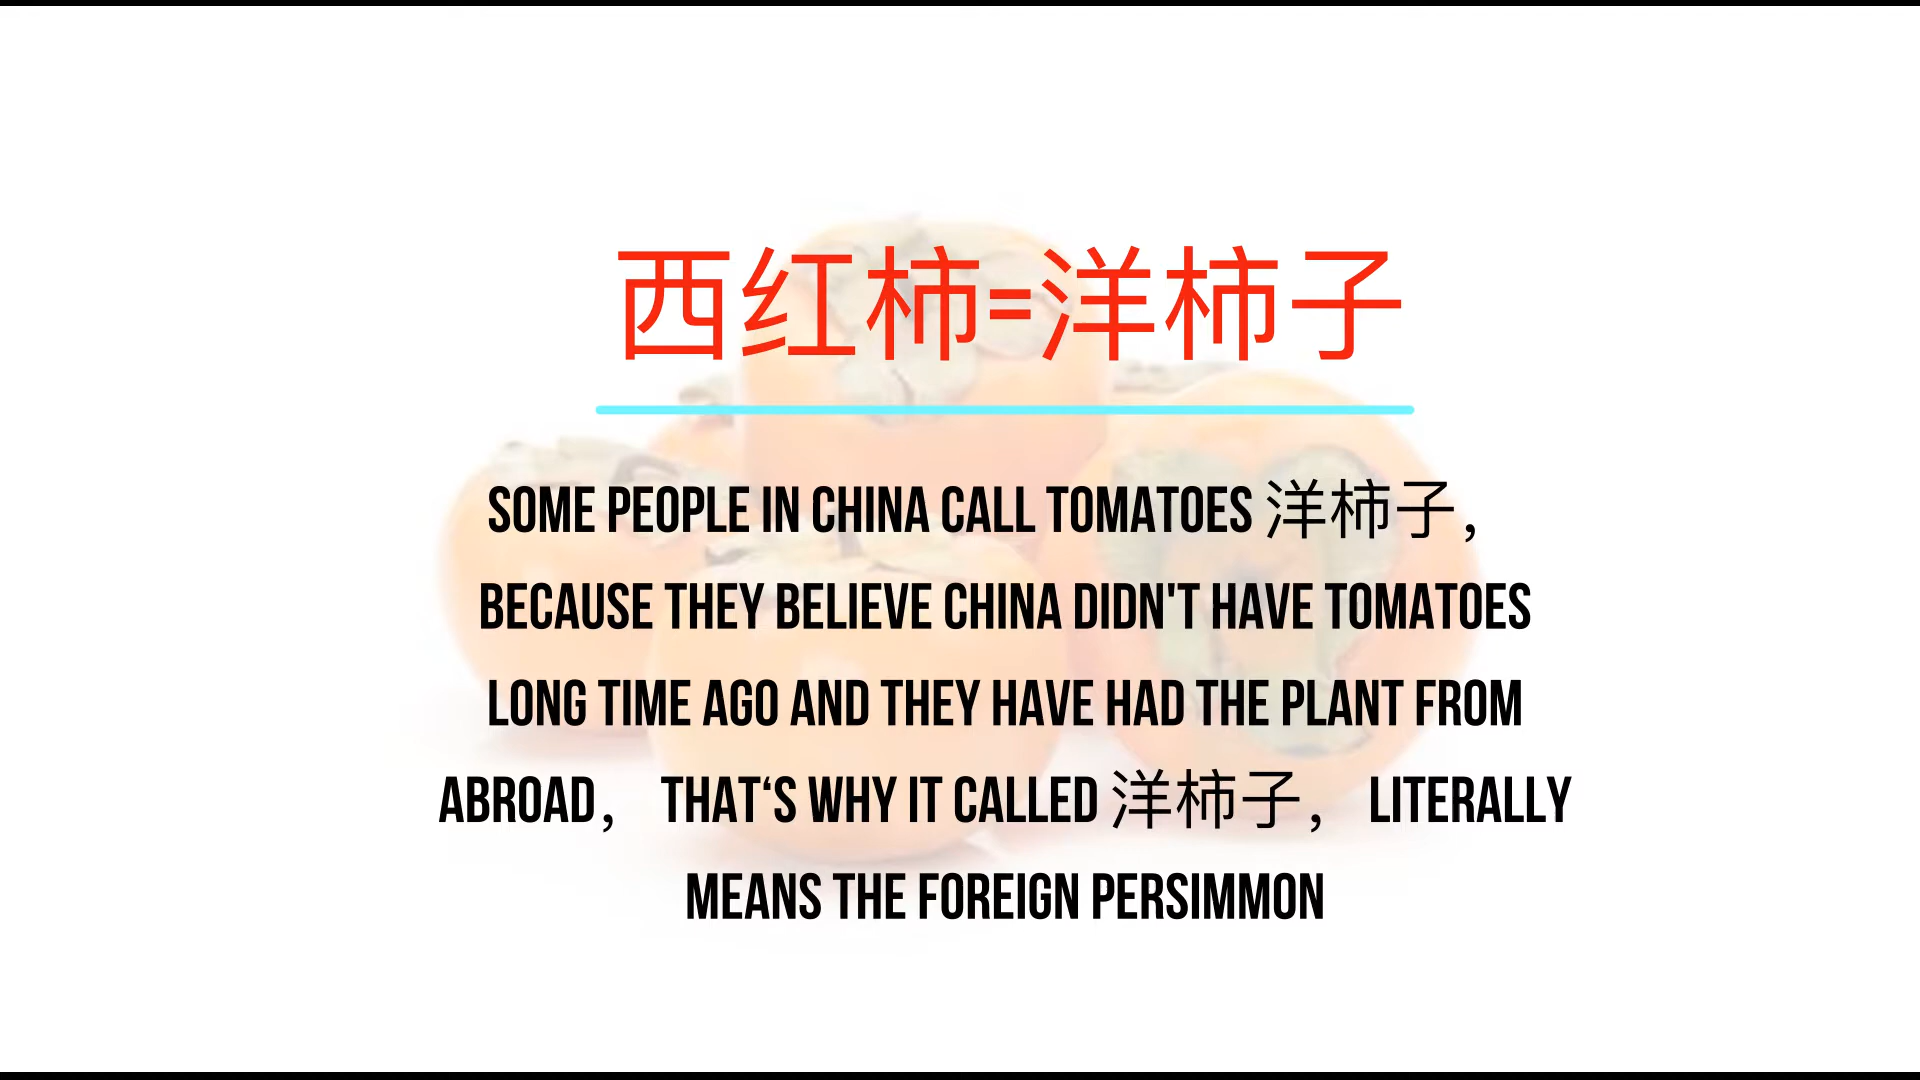 西红柿=洋柿子
SOME PEOPLE IN CHINA CALL TOMATOES 洋柿子，
BECAUSE THEY BELIEVE CHINA DIDN'T HAVE TOMATOES
LONG TIME AGO AND THEY HAVE HAD THE PLANT FROM
ABROAD， THAT‘S WHY IT CALLED 洋柿子， LITERALLY
MEANS THE FOREIGN PERSIMMON